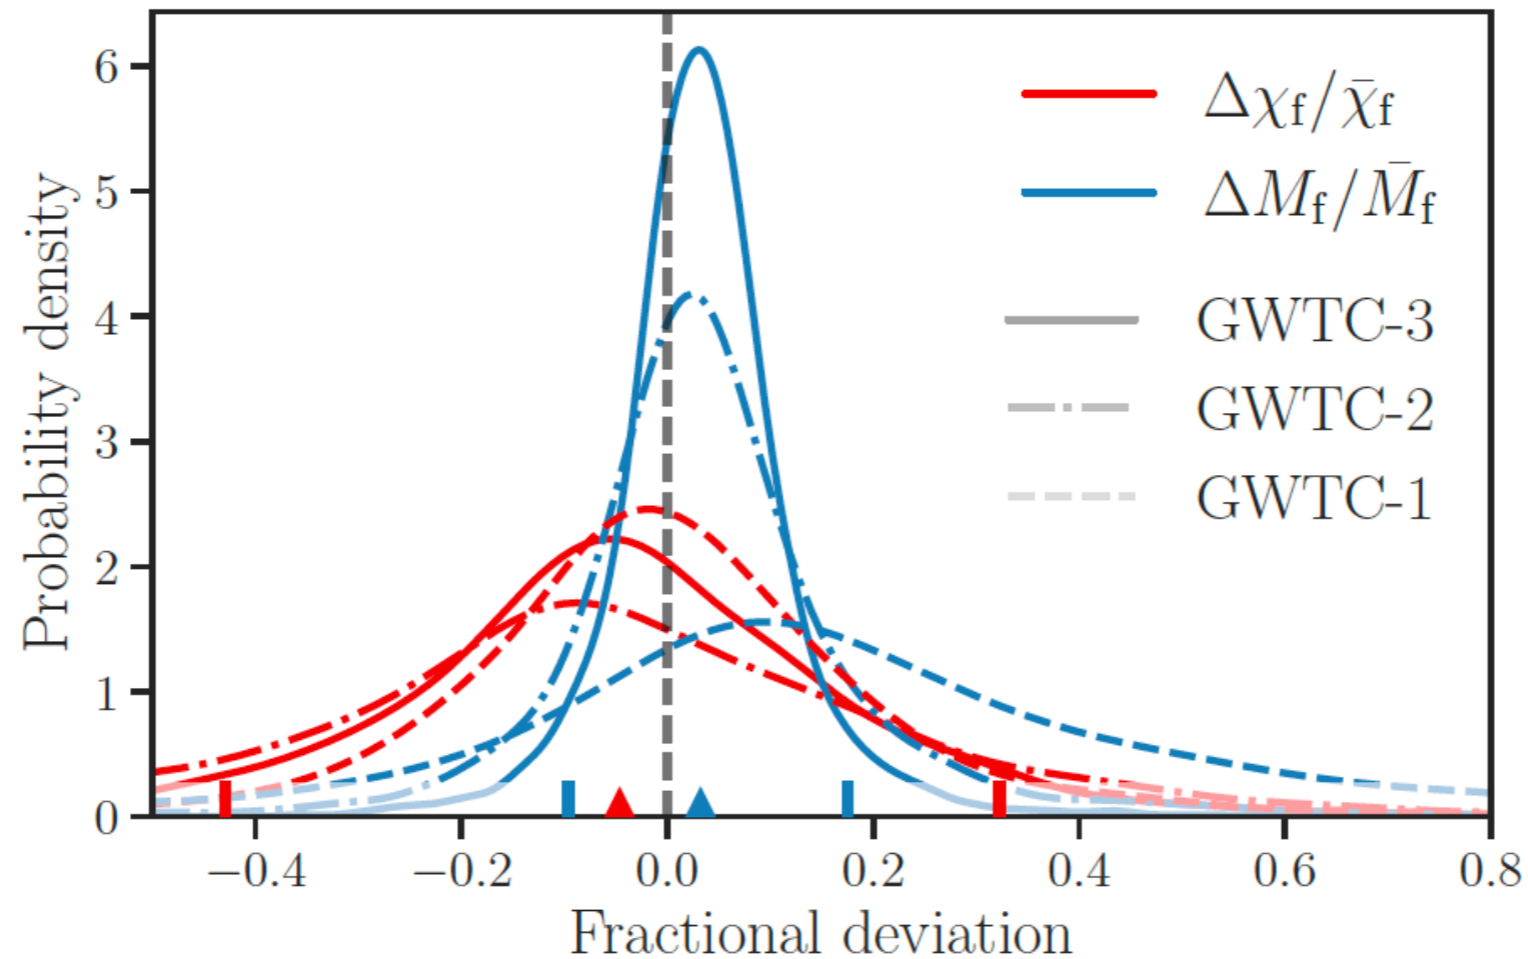 6
5
4
3
2
1
0
Probability density
Δχf/χ̄f
ΔMf/M̄f
GWTC-3
GWTC-2
GWTC-1
−0.4 −0.2 0.0 0.2 0.4 0.6 0.8
Fractional deviation